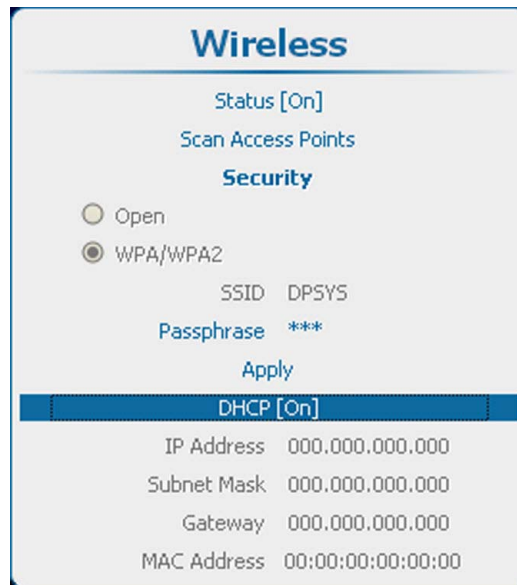 Wireless
Status [On]
Scan Access Points
Security
Open
WPA/WPA2
SSID DPSYS
Passphrase ***
Apply
DHCP [On]
IP Address 000.000.000.000
Subnet Mask 000.000.000.000
Gateway 000.000.000.000
MAC Address 00:00:00:00:00:00